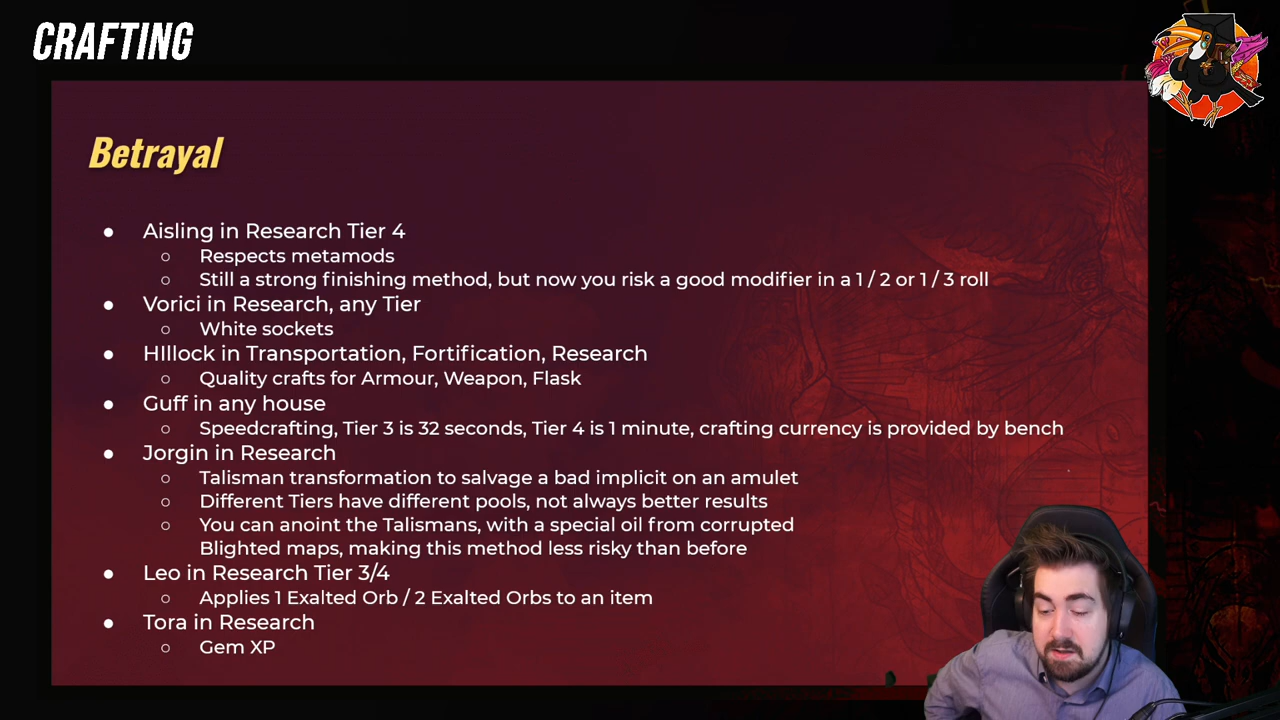 CRAFTING
Betrayal
● Aisling in Research Tier 4
○ Respects metamods
○ Still a strong finishing method, but now you risk a good modifier in a 1 / 2 or 1 / 3 roll
● Vorici in Research, any Tier
○ White sockets
● HIllock in Transportation, Fortification, Research
○ Quality crafts for Armour, Weapon, Flask
● Guff in any house
○ Speedcrafting, Tier 3 is 32 seconds, Tier 4 is 1 minute, crafting currency is provided by bench
● Jorgin in Research
○ Talisman transformation to salvage a bad implicit on an amulet
○ Different Tiers have different pools, not always better results
○ You can anoint the Talismans, with a special oil from corrupted
Blighted maps, making this method less risky than before
● Leo in Research Tier 3/4
○ Applies 1 Exalted Orb / 2 Exalted Orbs to an item
● Tora in Research
○ Gem XP